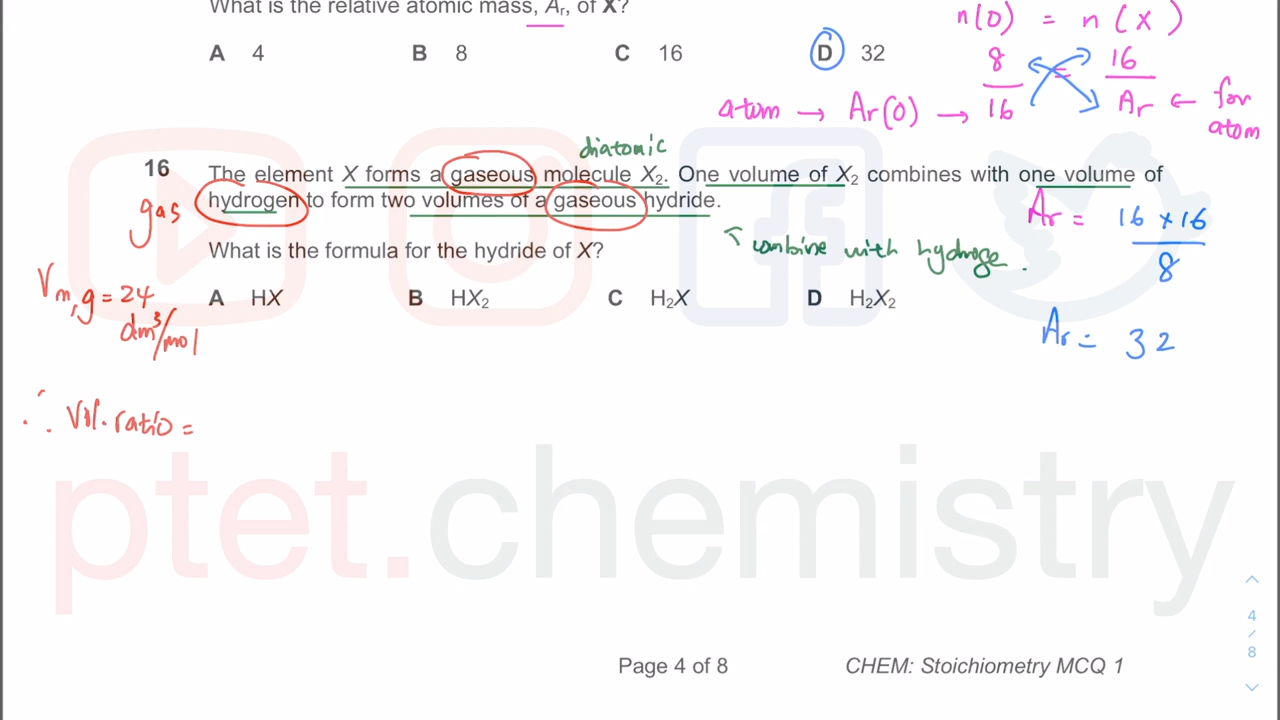 What is the relative atomic mass, Ar, of X?
n(O) = n(X)
A 4 B 8 C 16 D 32
8/16 = 16/Ar ← for atom
atom → Ar(O) →
diatomic
16 The element X forms a gaseous molecule X₂. One volume of X₂ combines with one volume of
hydrogen to form two volumes of a gaseous hydride.
gas
Ar = 16 × 16 / 8
↑ combine with hydroge.
What is the formula for the hydride of X?
Vm,g = 24 dm³/mol
A HX B HX₂ C H₂X D H₂X₂
Ar = 32
∴ Vol. ratio =
ptet.chemistry
4
/
8
Page 4 of 8 CHEM: Stoichiometry MCQ 1